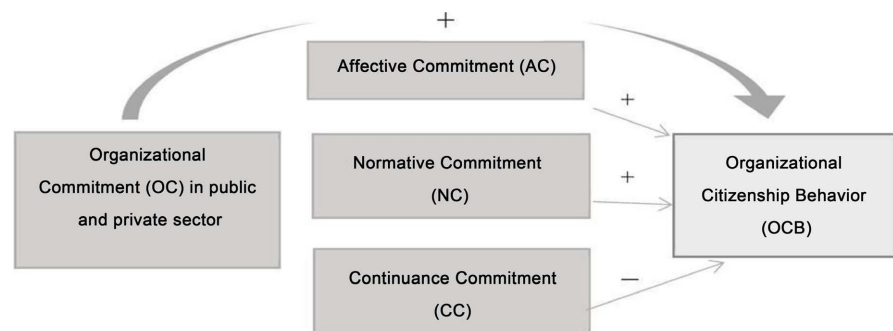 +
Affective Commitment (AC)
+
Organizational
Commitment (OC) in public
and private sector
Normative Commitment
(NC)
+
Organizational
Citizenship Behavior
(OCB)
Continuance Commitment
(CC)
—